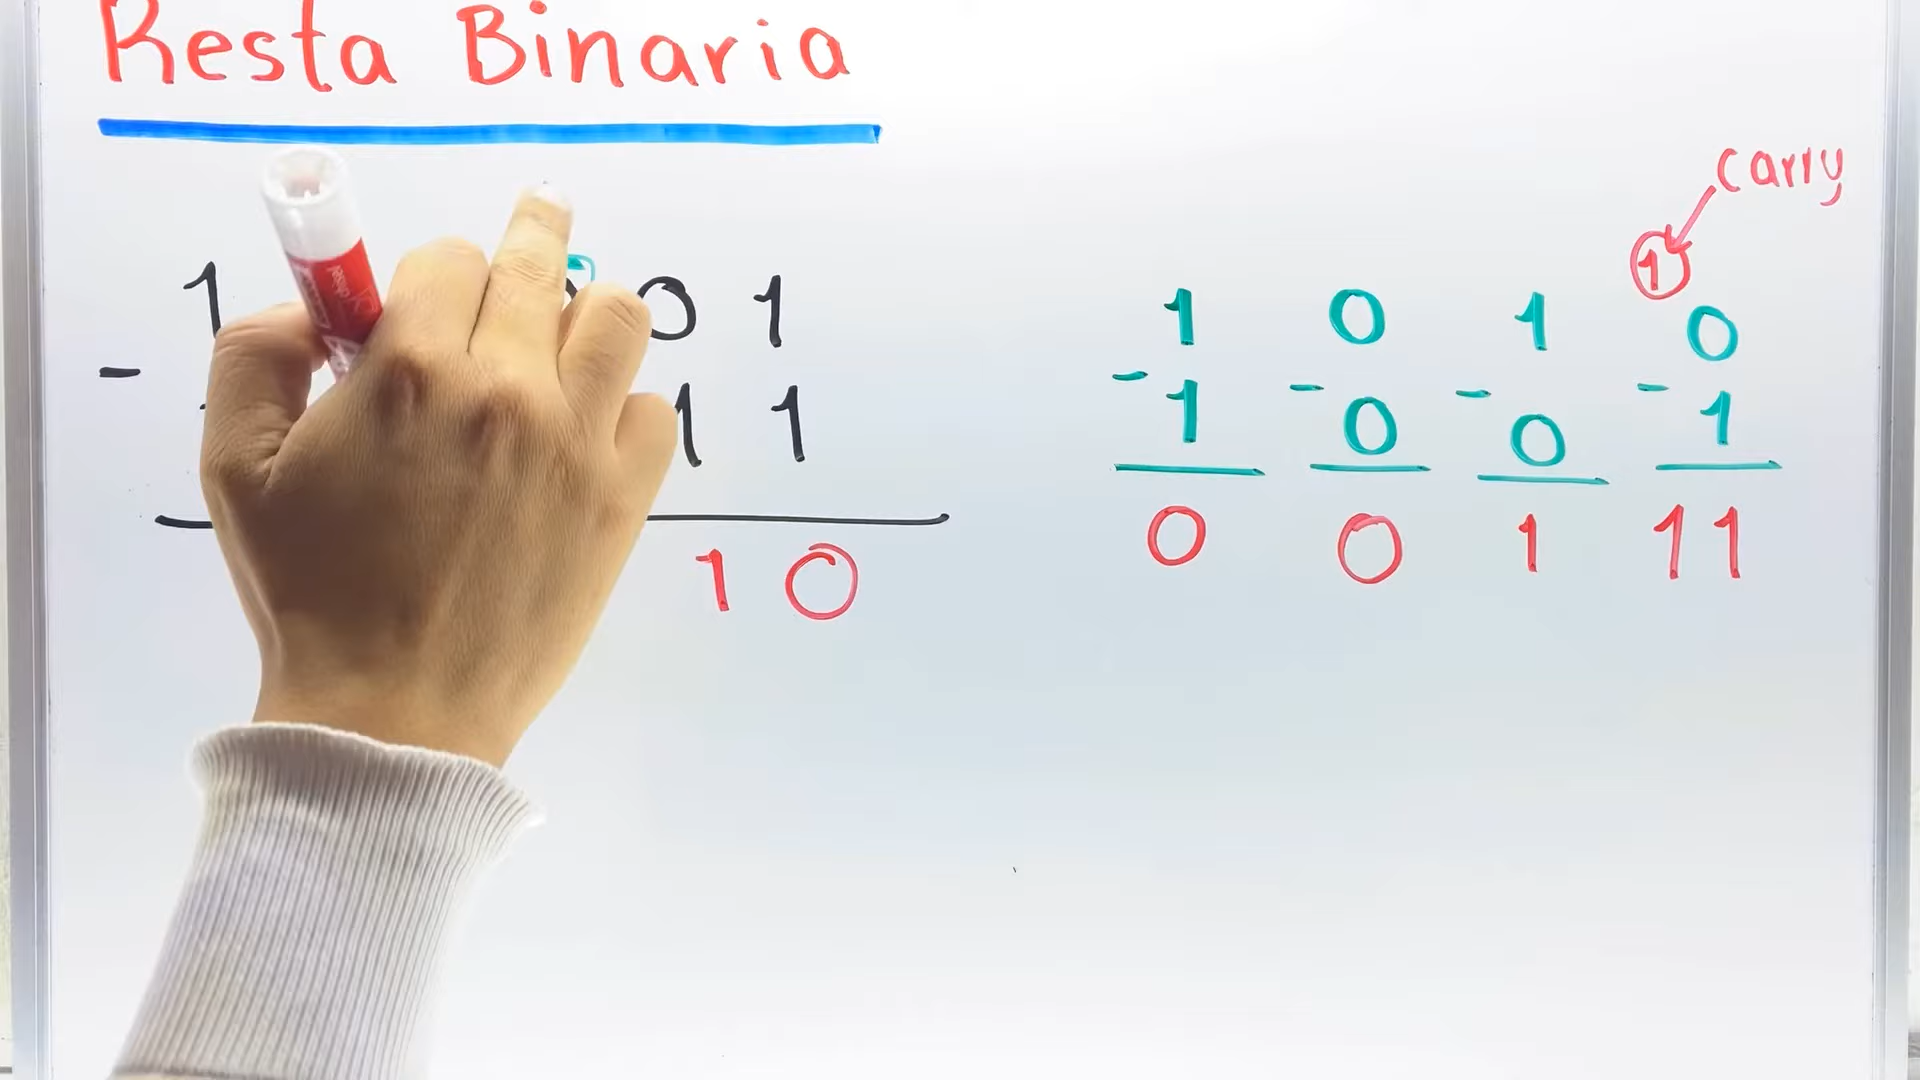 Resta Binaria
carry
1
1 0 1 0
1 0 1
- 1 - 0 - 0 - 1
- 1 1
0 0 1 11
1 0